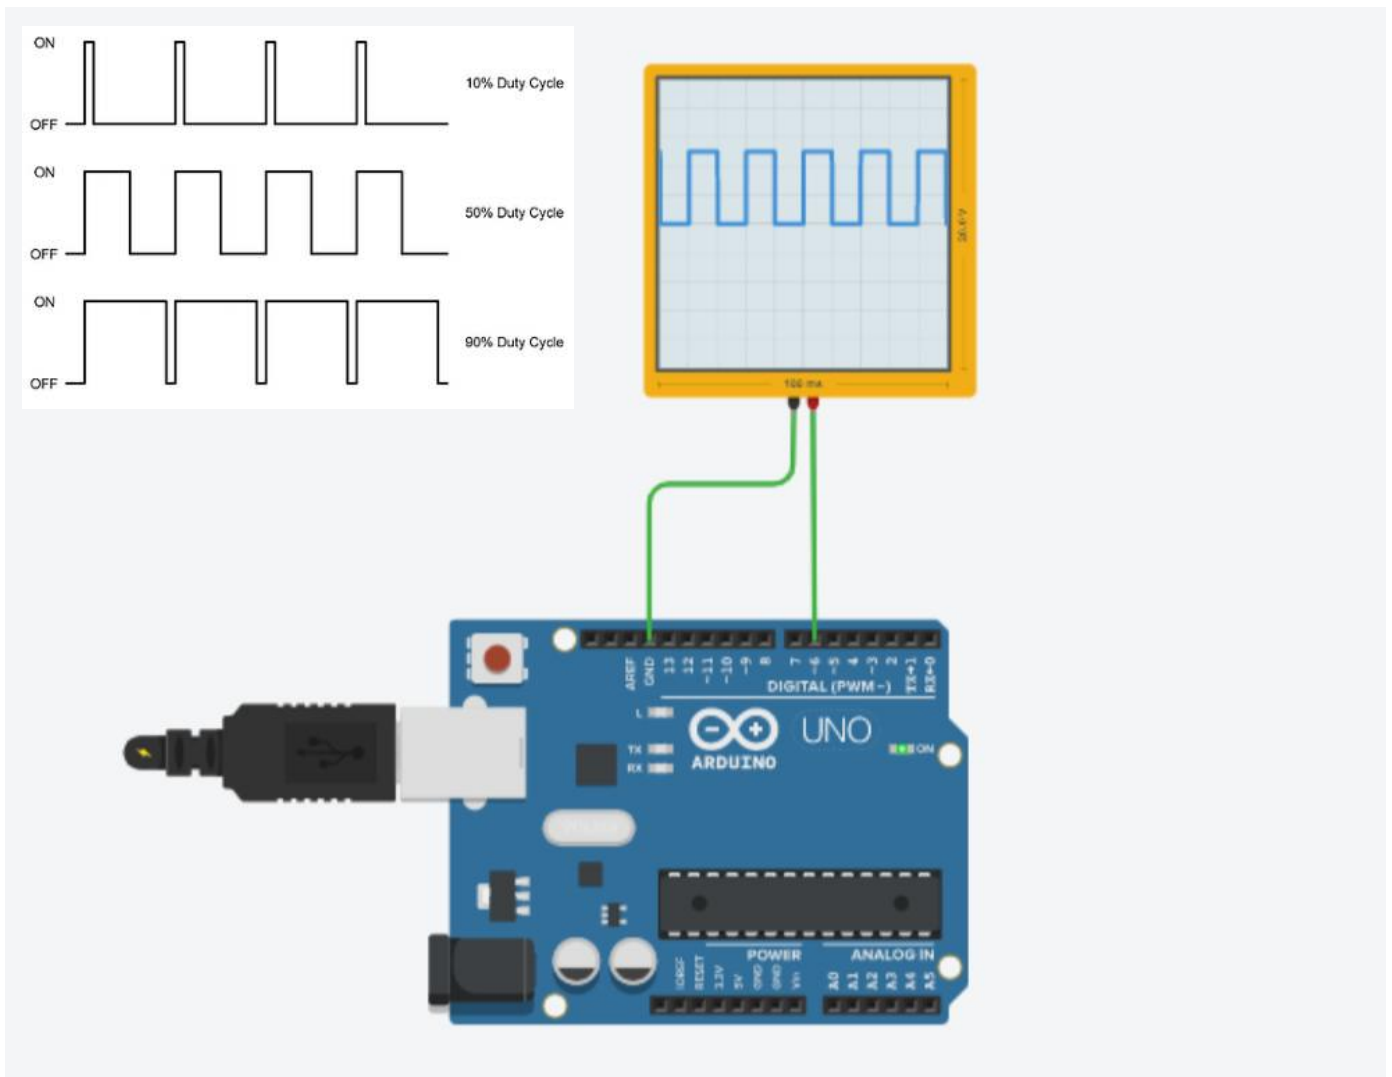 ON
10% Duty Cycle
OFF
ON
50% Duty Cycle
OFF
ON
90% Duty Cycle
OFF
AREF
GND
13
12
~11
~10
~9
8
7
~6
~5
4
~3
2
TX→1
RX←0
DIGITAL (PWM~)
L
TX
RX
ARDUINO
UNO
ON
POWER
ANALOG IN
IOREF
RESET
3.3V
5V
GND
GND
Vin
A0
A1
A2
A3
A4
A5